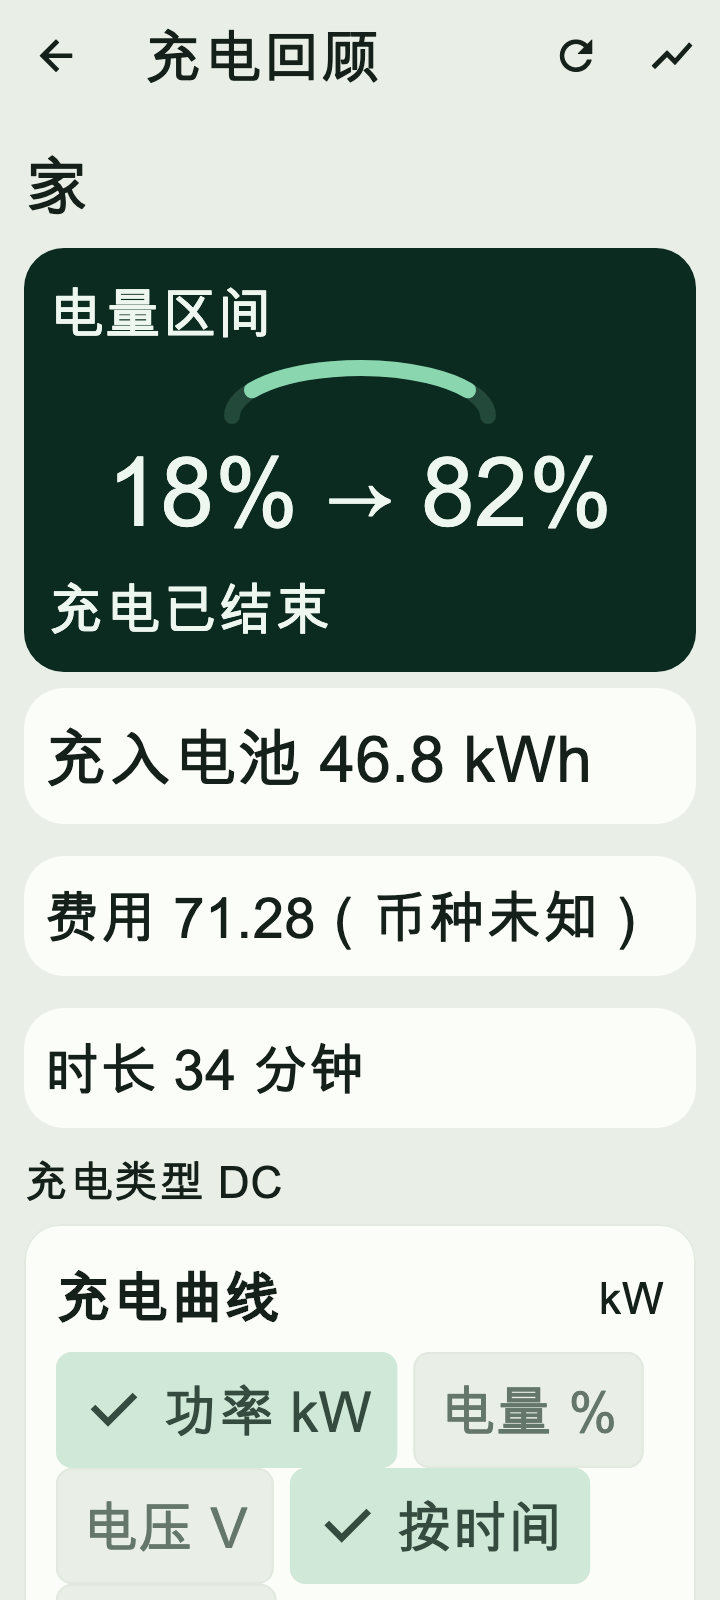 充电回顾
家
电量区间
18% → 82%
充电已结束
充入电池 46.8 kWh
费用 71.28（币种未知）
时长 34 分钟
充电类型 DC
充电曲线 kW
功率 kW 电量 %
电压 V 按时间